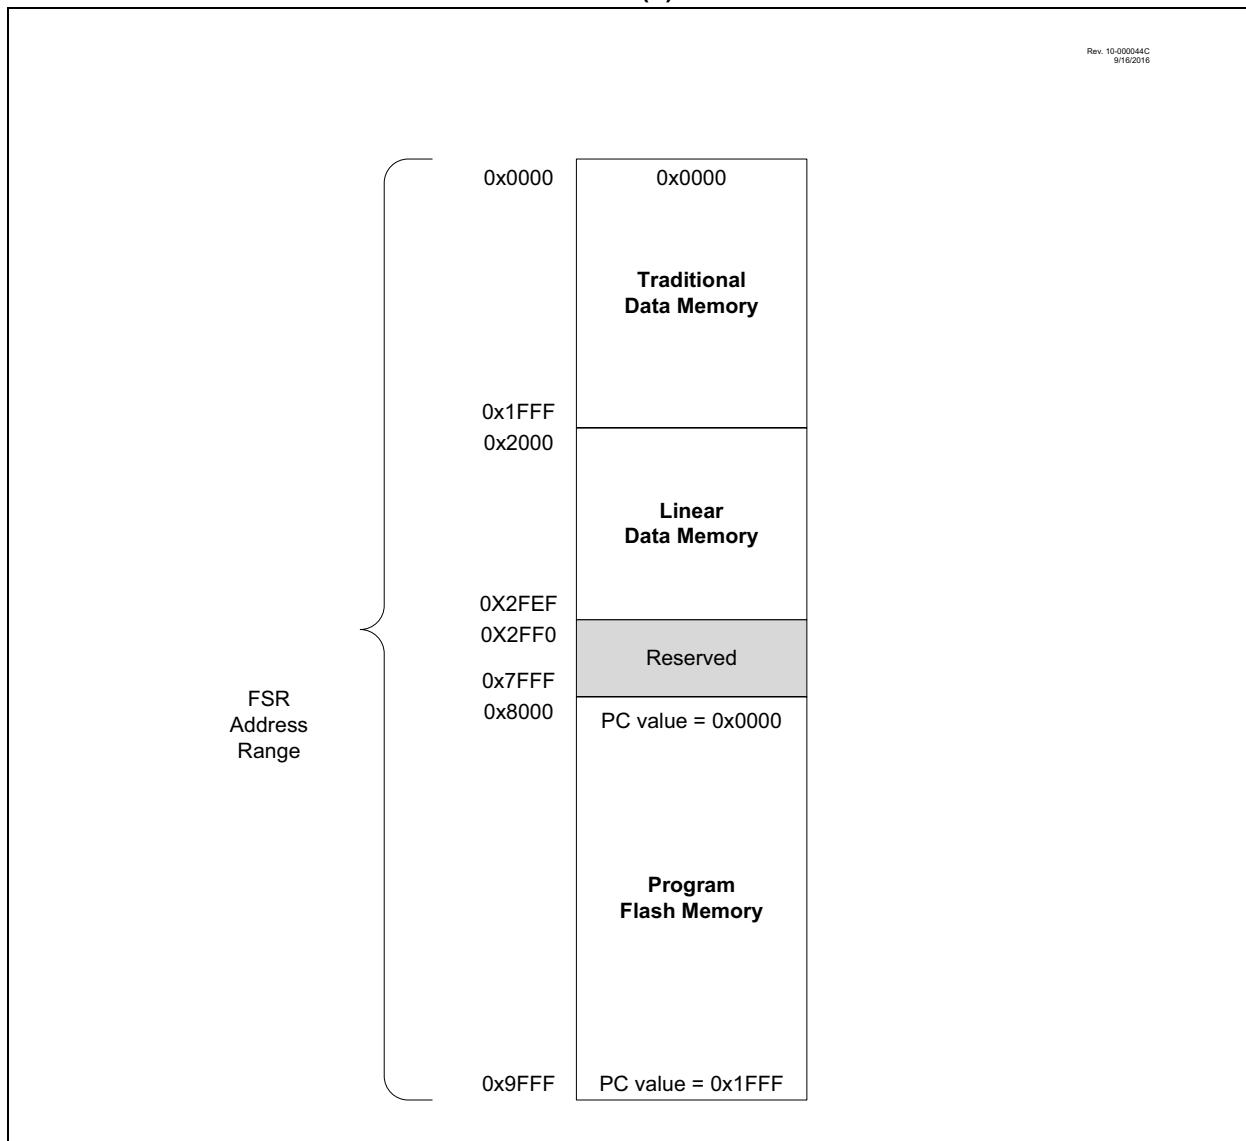 Rev. 10-000044C
9/16/2016
0x0000
0x0000
Traditional
Data Memory
0x1FFF
0x2000
Linear
Data Memory
0X2FEF
0X2FF0
Reserved
0x7FFF
0x8000
PC value = 0x0000
FSR
Address
Range
Program
Flash Memory
0x9FFF
PC value = 0x1FFF